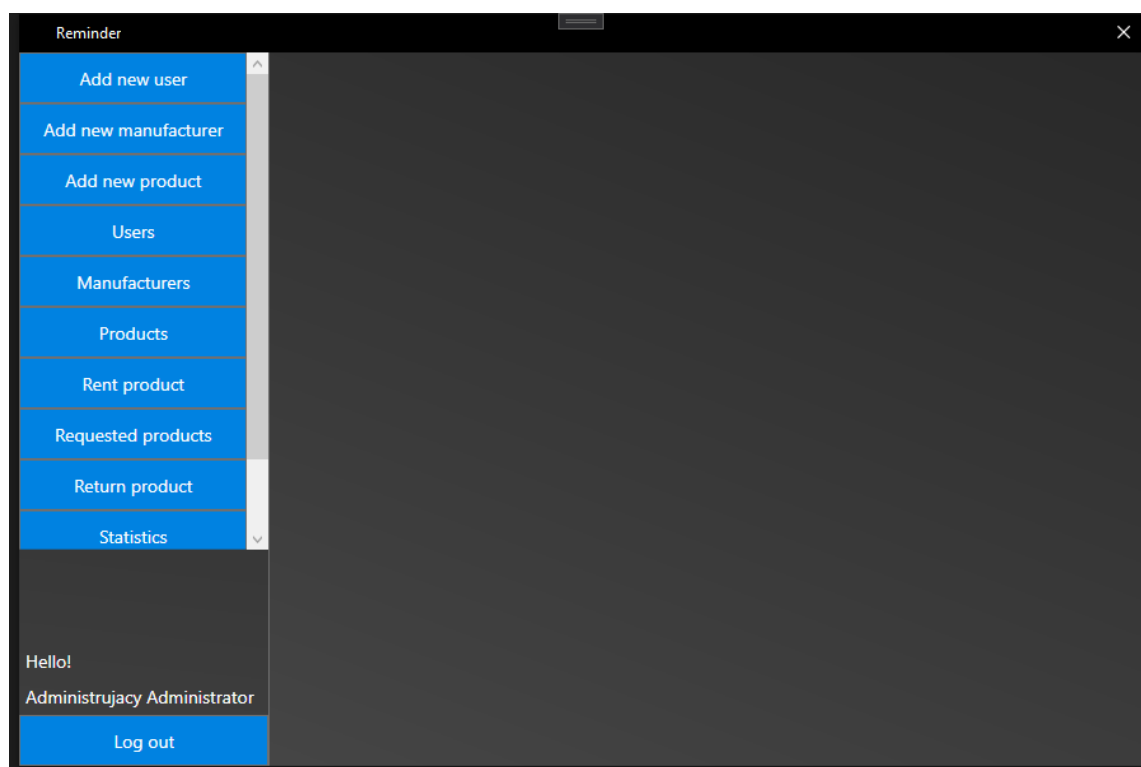 Reminder
Add new user
Add new manufacturer
Add new product
Users
Manufacturers
Products
Rent product
Requested products
Return product
Statistics
Hello!
Administrujacy Administrator
Log out